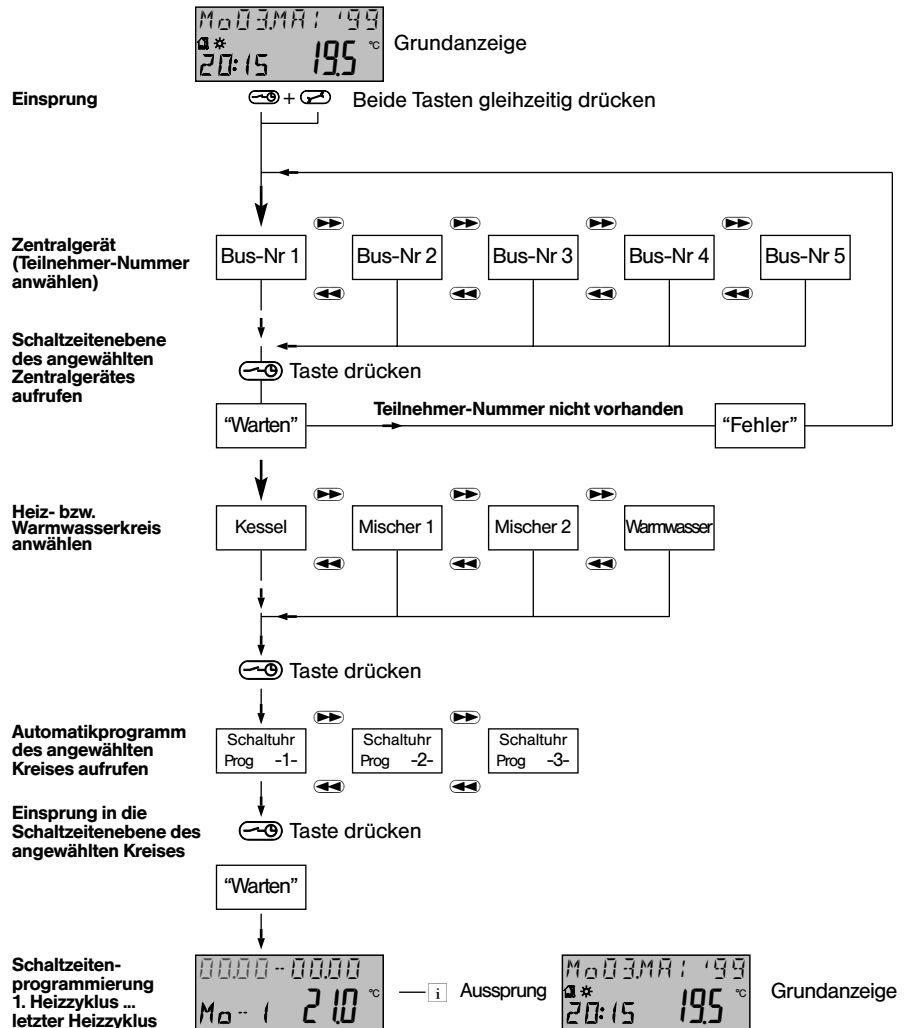 Mo03.MAI '99
20:15 19.5 °C
Grundanzeige
Einsprung
+
Beide Tasten gleihzeitig drücken
Zentralgerät
(Teilnehmer-Nummer
anwählen)
Bus-Nr 1
Bus-Nr 2
Bus-Nr 3
Bus-Nr 4
Bus-Nr 5
Schaltzeitenebene
des angewählten
Zentralgerätes
aufrufen
Taste drücken
“Warten”
Teilnehmer-Nummer nicht vorhanden
“Fehler”
Heiz- bzw.
Warmwasserkreis
anwählen
Kessel
Mischer 1
Mischer 2
Warmwasser
Taste drücken
Automatikprogramm
des angewählten
Kreises aufrufen
Schaltuhr
Prog -1-
Schaltuhr
Prog -2-
Schaltuhr
Prog -3-
Einsprung in die
Schaltzeitenebene des
angewählten Kreises
Taste drücken
“Warten”
Schaltzeiten-
programmierung
1. Heizzyklus ...
letzter Heizzyklus
00.00--00.00
Mo--1 21.0 °C
i Aussprung
Mo03.MAI '99
20:15 19.5 °C
Grundanzeige